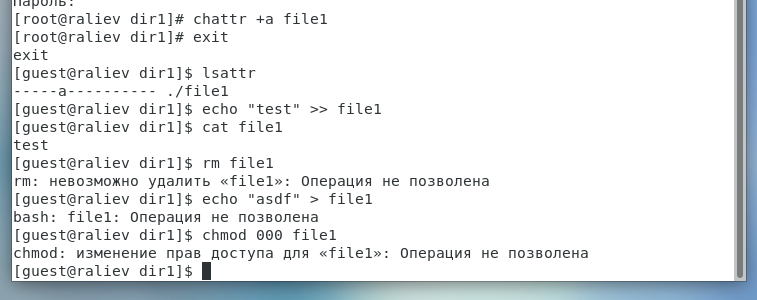 пароль:
[root@raliev dir1]# chattr +a file1
[root@raliev dir1]# exit
exit
[guest@raliev dir1]$ lsattr
-----a---------- ./file1
[guest@raliev dir1]$ echo "test" >> file1
[guest@raliev dir1]$ cat file1
test
[guest@raliev dir1]$ rm file1
rm: невозможно удалить «file1»: Операция не позволена
[guest@raliev dir1]$ echo "asdf" > file1
bash: file1: Операция не позволена
[guest@raliev dir1]$ chmod 000 file1
chmod: изменение прав доступа для «file1»: Операция не позволена
[guest@raliev dir1]$